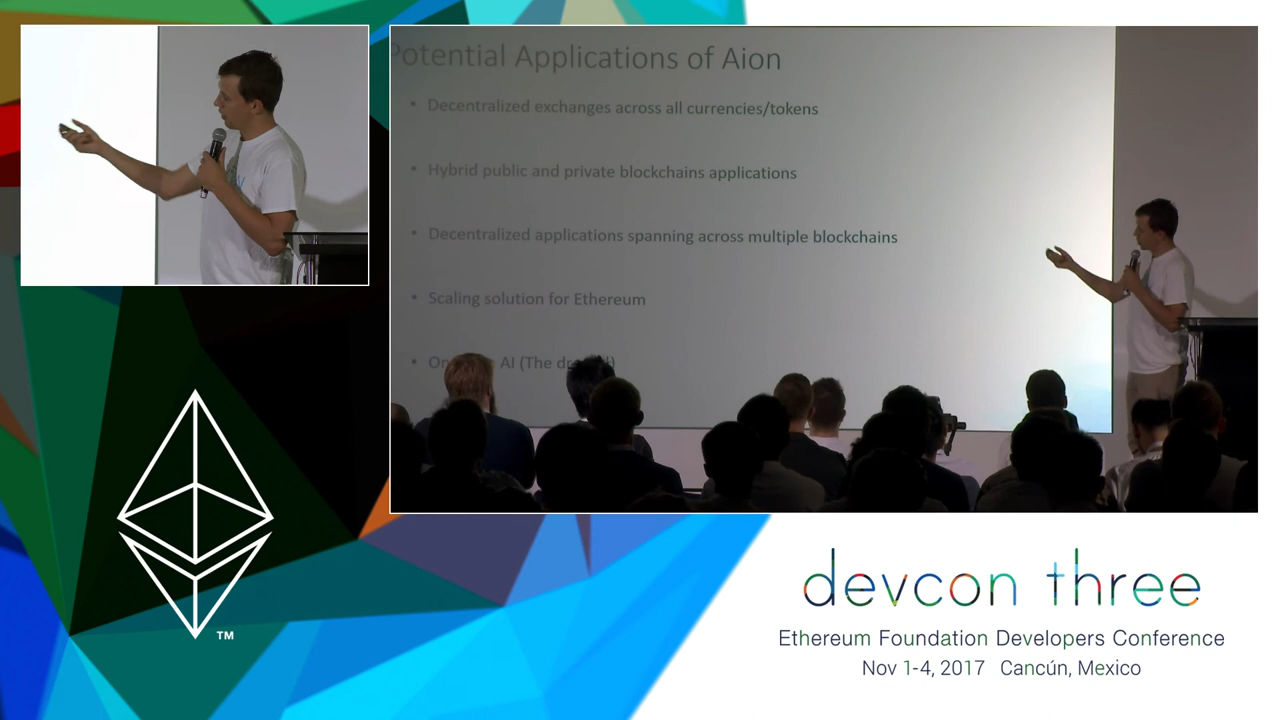 Potential Applications of Aion
• Decentralized exchanges across all currencies/tokens
• Hybrid public and private blockchains applications
• Decentralized applications spanning across multiple blockchains
• Scaling solution for Ethereum
• AI (The
TM
devcon three
Ethereum Foundation Developers Conference
Nov 1-4, 2017 Cancún, Mexico